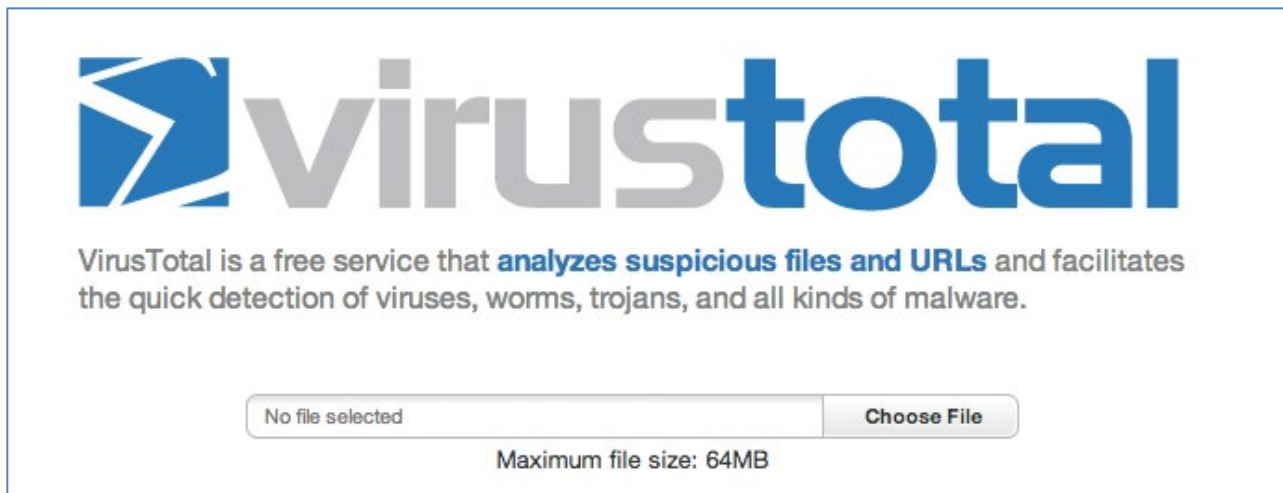 virustotal
VirusTotal is a free service that analyzes suspicious files and URLs and facilitates
the quick detection of viruses, worms, trojans, and all kinds of malware.
No file selected
Choose File
Maximum file size: 64MB